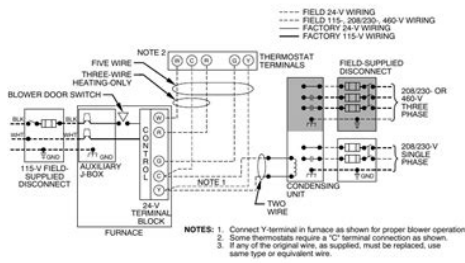 FIELD 24-V WIRING
FIELD 115-, 208/230-, 460-V WIRING
FACTORY 24-V WIRING
FACTORY 115-V WIRING
NOTE 2
W C R G Y
THERMOSTAT
TERMINALS
FIVE WIRE
THREE-WIRE
HEATING-ONLY
BLOWER DOOR SWITCH
FIELD-SUPPLIED
DISCONNECT
208/230- OR
460-V
THREE
PHASE
BLK
BLK
WHT
WHT
GND
GND
CONTROL
W
R
G
C
Y
NOTE 1
115-V FIELD-
SUPPLIED
DISCONNECT
AUXILIARY
J-BOX
24-V
TERMINAL
BLOCK
FURNACE
TWO
WIRE
CONDENSING
UNIT
GND
GND
208/230-V
SINGLE
PHASE
NOTES: 1. Connect Y-terminal in furnace as shown for proper blower operation
2. Some thermostats require a "C" terminal connection as shown.
3. If any of the original wire, as supplied, must be replaced, use
same type or equivalent wire.